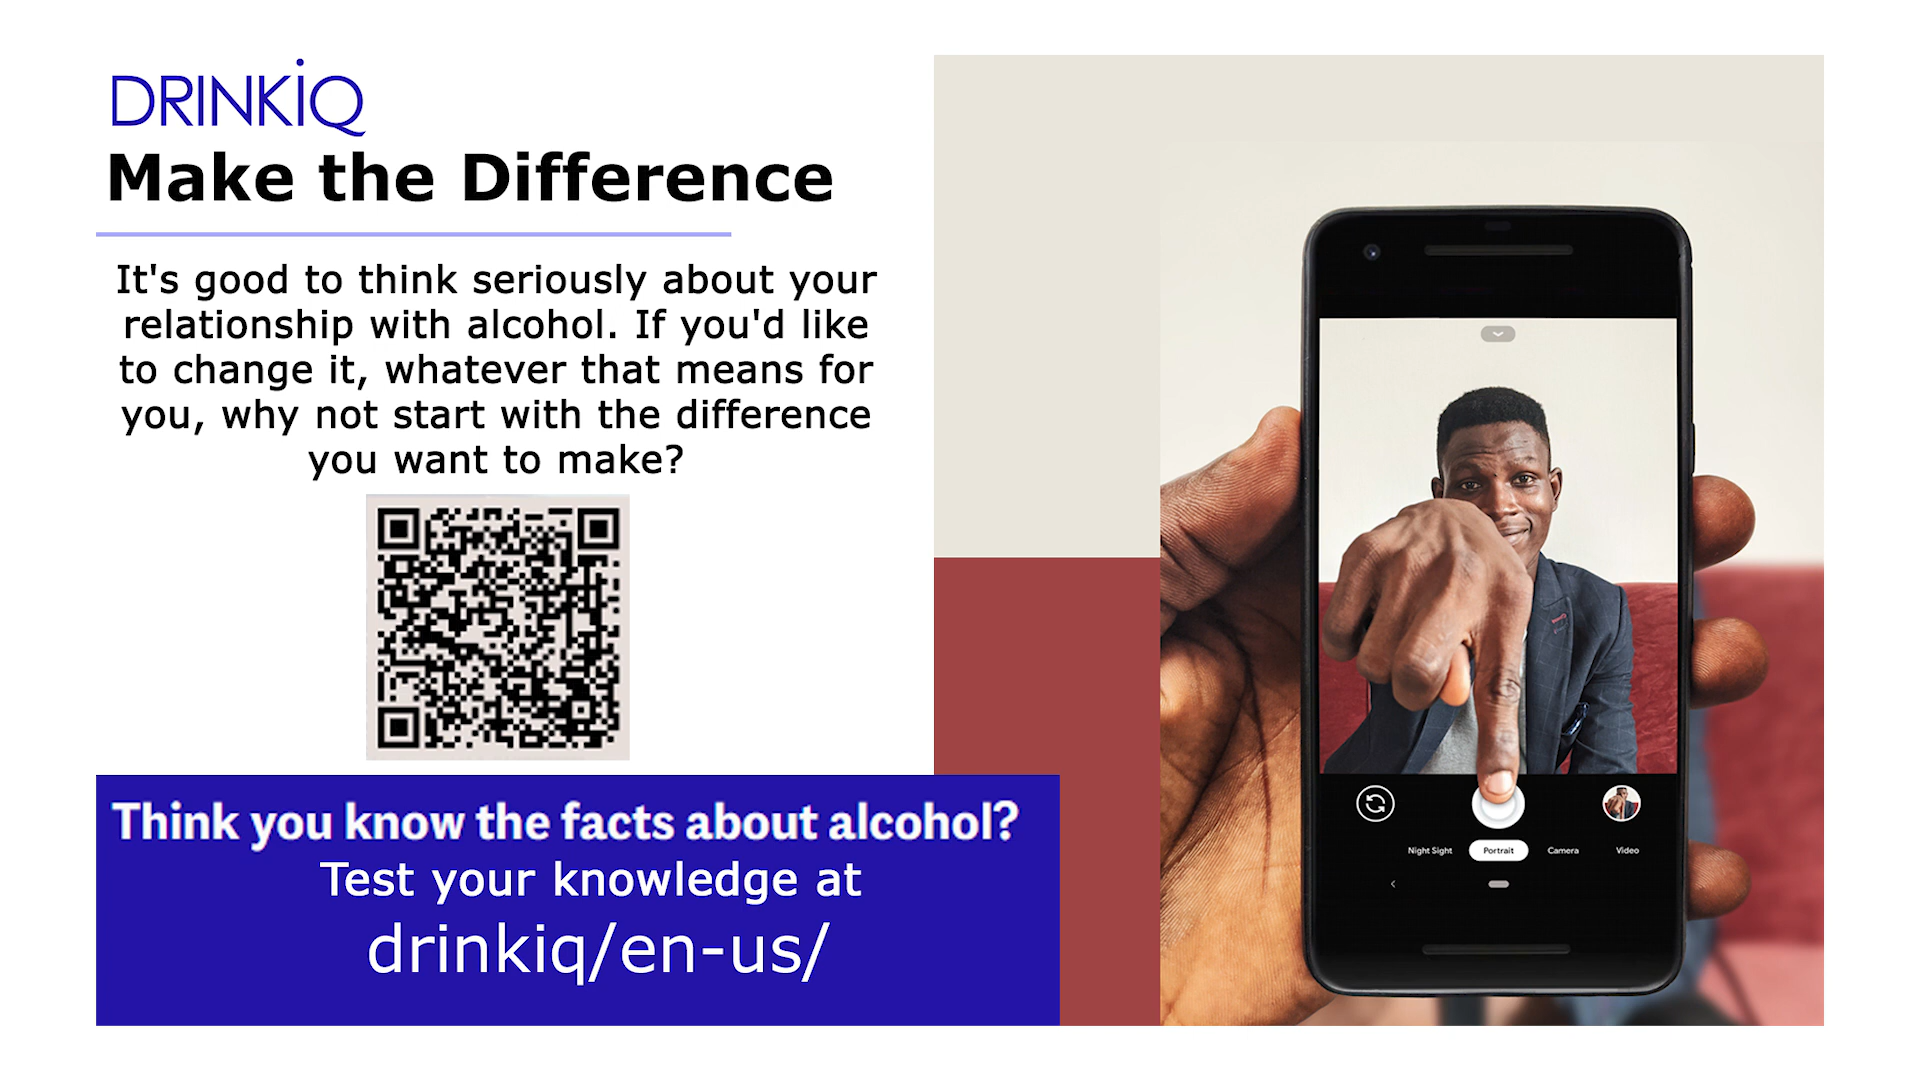 DRINKiQ
Make the Difference
It's good to think seriously about your
relationship with alcohol. If you'd like
to change it, whatever that means for
you, why not start with the difference
you want to make?
Think you know the facts about alcohol?
Test your knowledge at
drinkiq/en-us/
Night Sight Portrait Camera Video